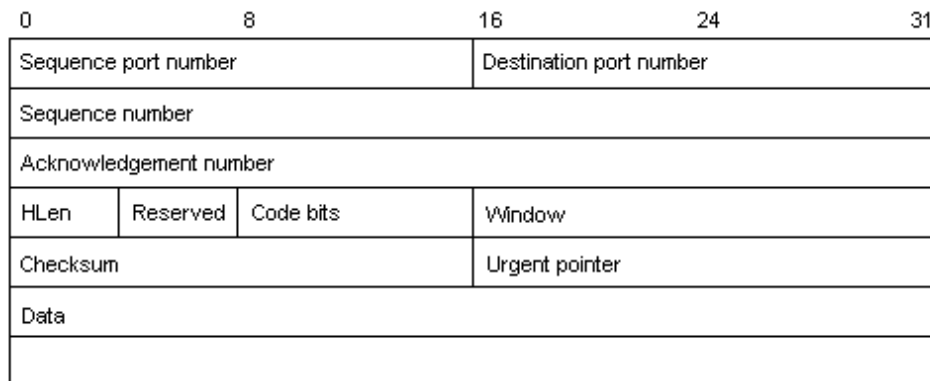 0 8 16 24 31
Sequence port number Destination port number
Sequence number
Acknowledgement number
HLen Reserved Code bits Window
Checksum Urgent pointer
Data